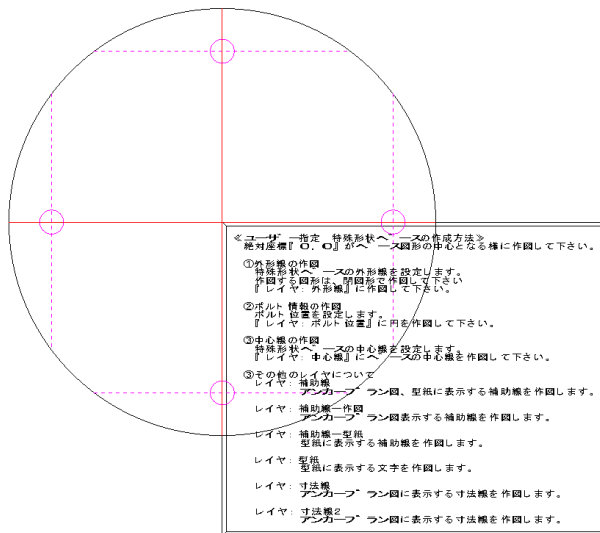 ≪ユーザー指定 特殊形状ベースの作成方法≫
絶対座標『0.0』がベース図形の中心となる様に作図して下さい。
①外形線の作図
特殊形状ベースの外形線を設定します。
作図する図形は、閉図形で作図して下さい
『レイヤ:外形線』に作図して下さい。
②ボルト情報の作図
ボルト位置を設定します。
『レイヤ:ボルト位置』に円を作図して下さい。
③中心線の作図
特殊形状ベースの中心線を設定します。
『レイヤ:中心線』にベースの中心線を作図して下さい。
③その他のレイヤについて
レイヤ:補助線
アンカープラン図、型紙に表示する補助線を作図します。
レイヤ:補助線ー作図
アンカープラン図表示する補助線を作図します。
レイヤ:補助線ー型紙
型紙に表示する補助線を作図します。
レイヤ:型紙
型紙に表示する文字を作図します。
レイヤ:寸法線
アンカープラン図に表示する寸法線を作図します。
レイヤ:寸法線2
アンカープラン図に表示する寸法線を作図します。